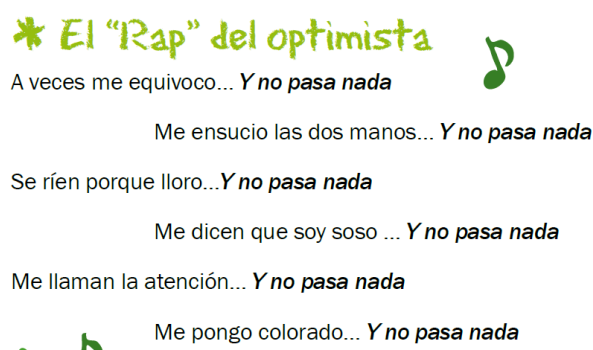 * El “Rap” del optimista
A veces me equivoco... Y no pasa nada
Me ensucio las dos manos... Y no pasa nada
Se ríen porque lloro...Y no pasa nada
Me dicen que soy soso ... Y no pasa nada
Me llaman la atención... Y no pasa nada
Me pongo colorado... Y no pasa nada